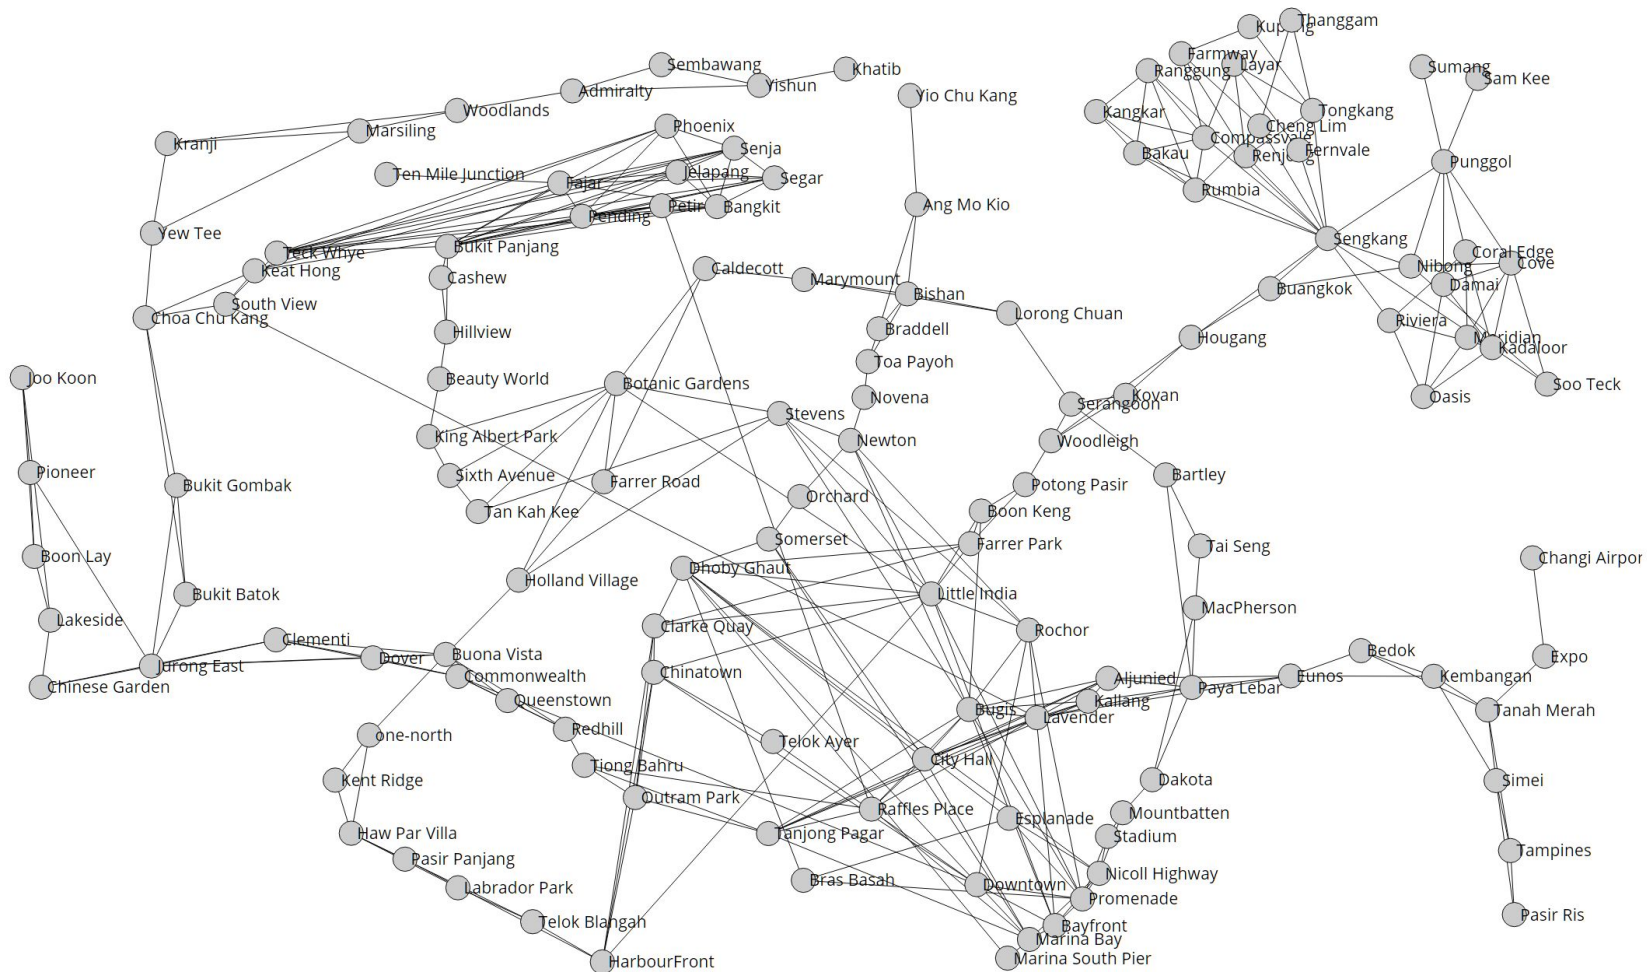 Kupang
Thanggam
Farmway
Layar
Sembawang
Khatib
Ranggung
Sumang
Sam Kee
Yishun
Admiralty
Yio Chu Kang
Woodlands
Kangkar
Tongkang
Marsiling
Phoenix
Cheng Lim
Kranji
Compassvale
Senja
Fernvale
Bakau
Renjong
Punggol
Ten Mile Junction
Jelapang
Segar
Fajar
Rumbia
Petir
Bangkit
Ang Mo Kio
Pending
Yew Tee
Sengkang
Bukit Panjang
Teck Whye
Coral Edge
Cove
Keat Hong
Caldecott
Nibong
Cashew
Marymount
Damai
Buangkok
Bishan
South View
Choa Chu Kang
Lorong Chuan
Riviera
Braddell
Hillview
Hougang
Meridian
Kadaloor
Toa Payoh
Joo Koon
Beauty World
Botanic Gardens
Soo Teck
Novena
Kovan
Oasis
Serangoon
Stevens
King Albert Park
Newton
Woodleigh
Pioneer
Sixth Avenue
Bartley
Farrer Road
Bukit Gombak
Potong Pasir
Orchard
Tan Kah Kee
Boon Keng
Somerset
Farrer Park
Tai Seng
Boon Lay
Changi Airpor
Dhoby Ghaut
Holland Village
Bukit Batok
Little India
MacPherson
Lakeside
Clarke Quay
Rochor
Clementi
Bedok
Buona Vista
Dover
Expo
Jurong East
Chinatown
Commonwealth
Aljunied
Eunos
Kembangan
Chinese Garden
Paya Lebar
Queenstown
Kallang
Bugis
Lavender
Tanah Merah
Redhill
one-north
Telok Ayer
City Hall
Tiong Bahru
Kent Ridge
Dakota
Simei
Outram Park
Raffles Place
Mountbatten
Esplanade
Haw Par Villa
Tanjong Pagar
Stadium
Tampines
Pasir Panjang
Nicoll Highway
Bras Basah
Downtown
Labrador Park
Promenade
Pasir Ris
Telok Blangah
Bayfront
Marina Bay
Marina South Pier
HarbourFront